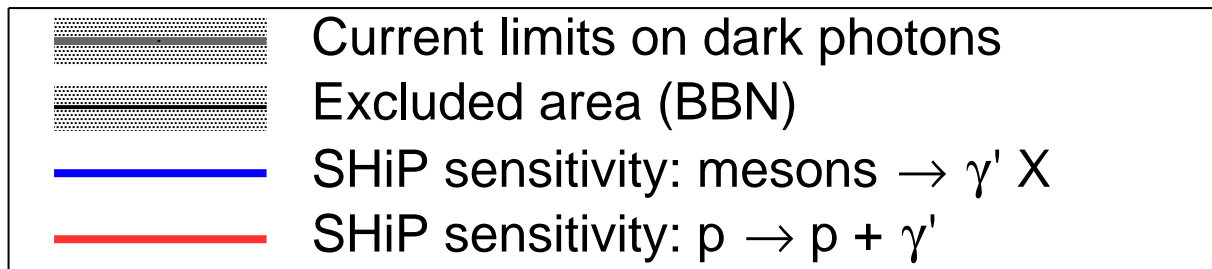 Current limits on dark photons
Excluded area (BBN)
SHiP sensitivity: mesons → γ' X
SHiP sensitivity: p → p + γ'